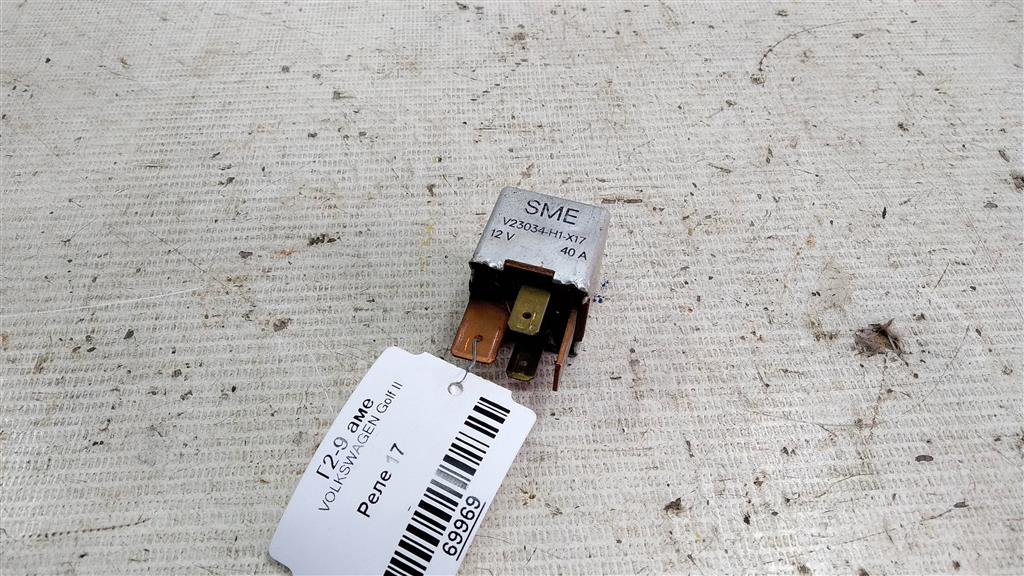 SME
V23034-H1-X17
12 V 40 A
Г2-9 аме
VOLKSWAGEN Golf II
Реле 17
69969